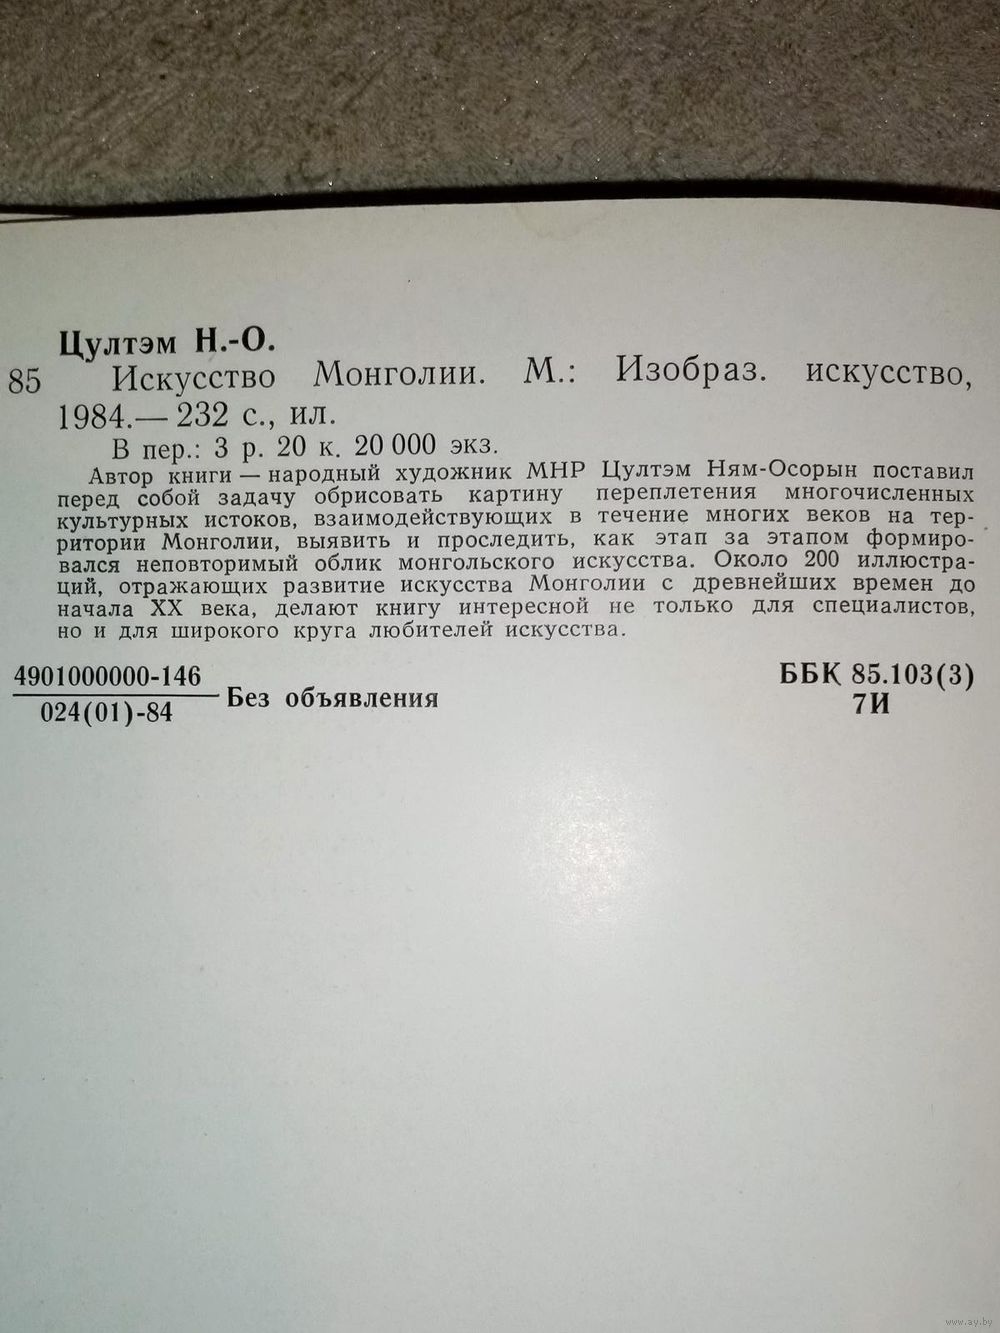 Цултэм Н.-О.
85 Искусство Монголии. М.: Изобраз. искусство,
1984.— 232 с., ил.
В пер.: 3 р. 20 к. 20 000 экз.
Автор книги — народный художник МНР Цултэм Ням-Осорын поставил
перед собой задачу обрисовать картину переплетения многочисленных
культурных истоков, взаимодействующих в течение многих веков на тер-
ритории Монголии, выявить и проследить, как этап за этапом формиро-
вался неповторимый облик монгольского искусства. Около 200 иллюстра-
ций, отражающих развитие искусства Монголии с древнейших времен до
начала XX века, делают книгу интересной не только для специалистов,
но и для широкого круга любителей искусства.
4901000000-146
024(01)-84
Без объявления
ББК 85.103(3)
7И
www.ay.by